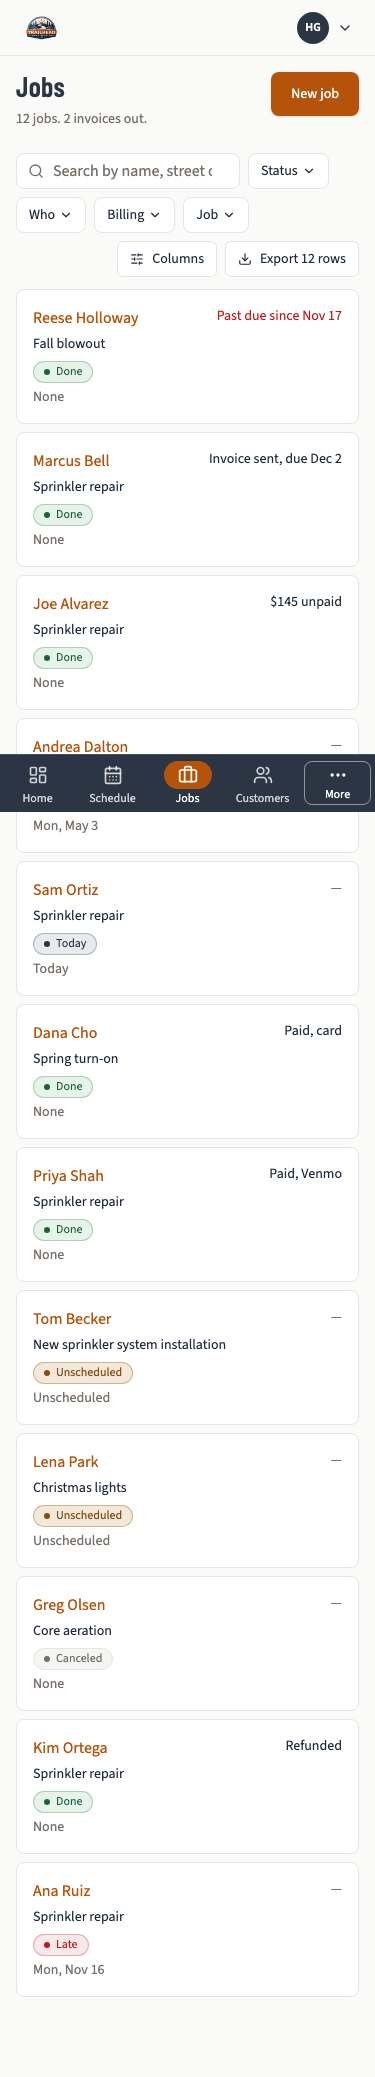 TRAILHEAD
HG
Jobs
New job
12 jobs. 2 invoices out.
Search by name, street
Status
Who
Billing
Job
Columns
Export 12 rows
Reese Holloway
Past due since Nov 17
Fall blowout
Done
None
Marcus Bell
Invoice sent, due Dec 2
Sprinkler repair
Done
None
Joe Alvarez
$145 unpaid
Sprinkler repair
Done
None
Andrea Dalton
—
Home
Schedule
Jobs
Customers
More
Mon, May 3
Sam Ortiz
—
Sprinkler repair
Today
Today
Dana Cho
Paid, card
Spring turn-on
Done
None
Priya Shah
Paid, Venmo
Sprinkler repair
Done
None
Tom Becker
—
New sprinkler system installation
Unscheduled
Unscheduled
Lena Park
—
Christmas lights
Unscheduled
Unscheduled
Greg Olsen
—
Core aeration
Canceled
None
Kim Ortega
Refunded
Sprinkler repair
Done
None
Ana Ruiz
—
Sprinkler repair
Late
Mon, Nov 16